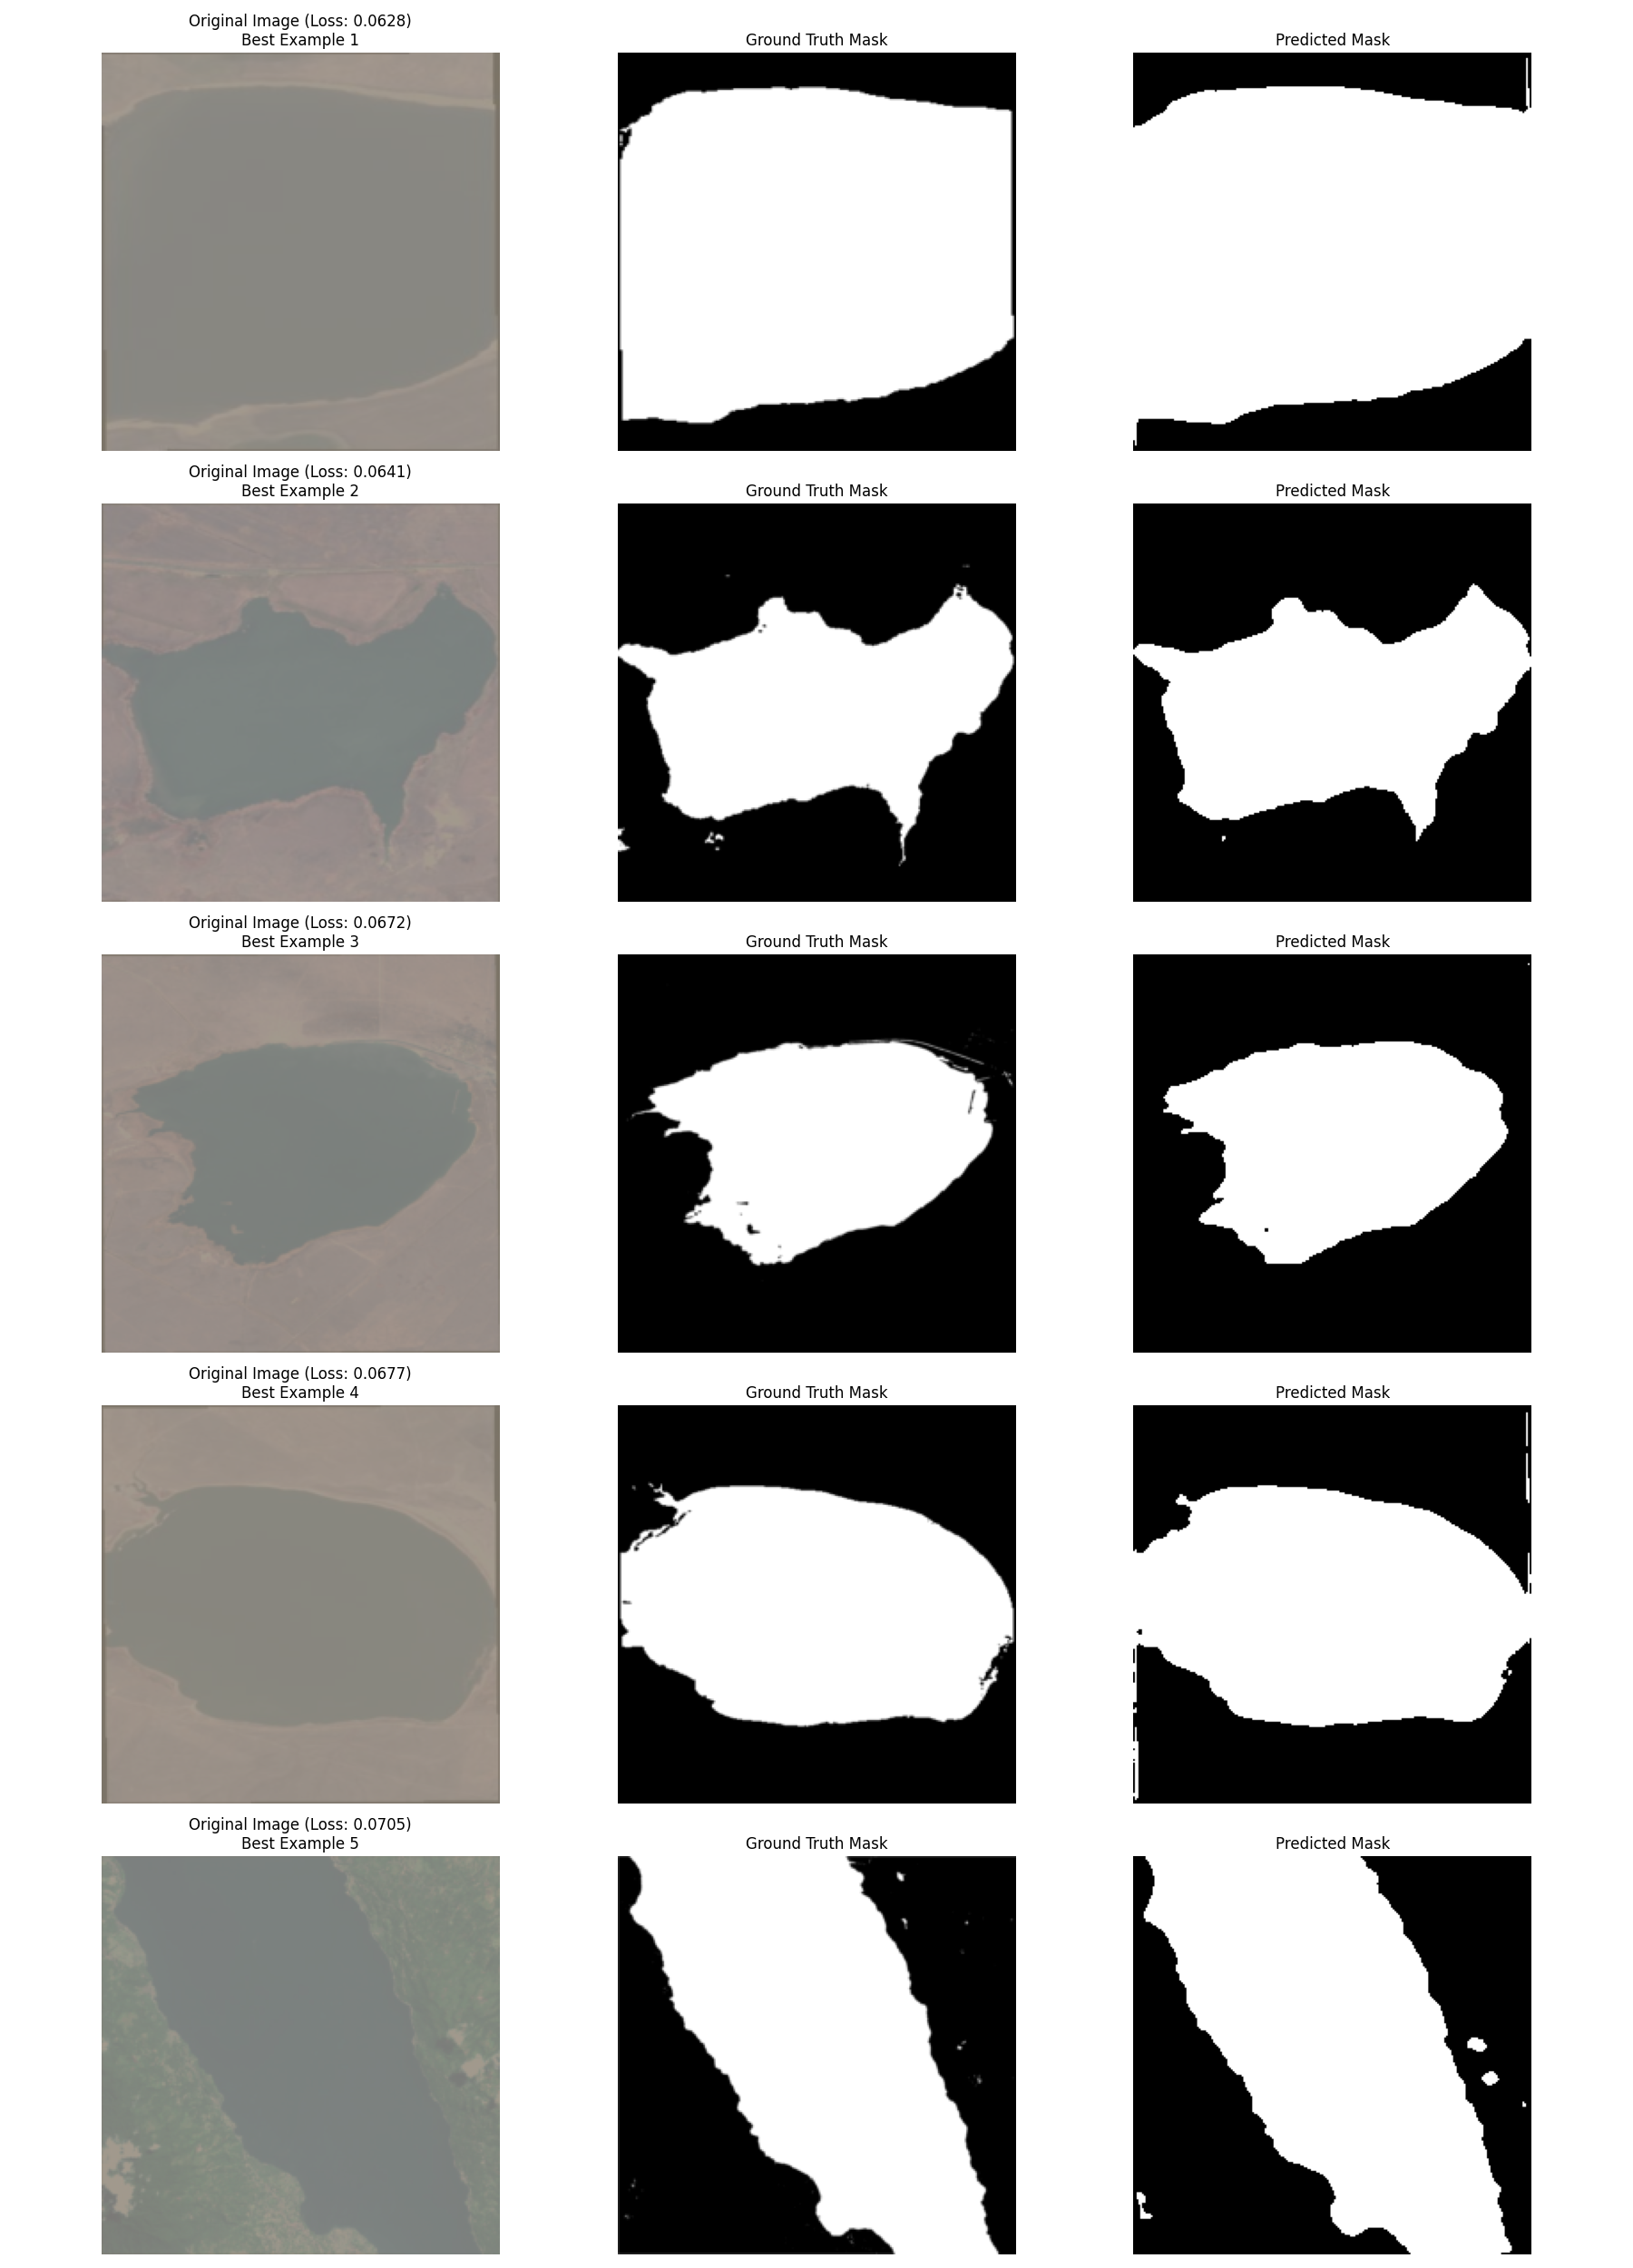 Original Image (Loss: 0.0628)
Best Example 1
Ground Truth Mask
Predicted Mask
Original Image (Loss: 0.0641)
Best Example 2
Ground Truth Mask
Predicted Mask
Original Image (Loss: 0.0672)
Best Example 3
Ground Truth Mask
Predicted Mask
Original Image (Loss: 0.0677)
Best Example 4
Ground Truth Mask
Predicted Mask
Original Image (Loss: 0.0705)
Best Example 5
Ground Truth Mask
Predicted Mask